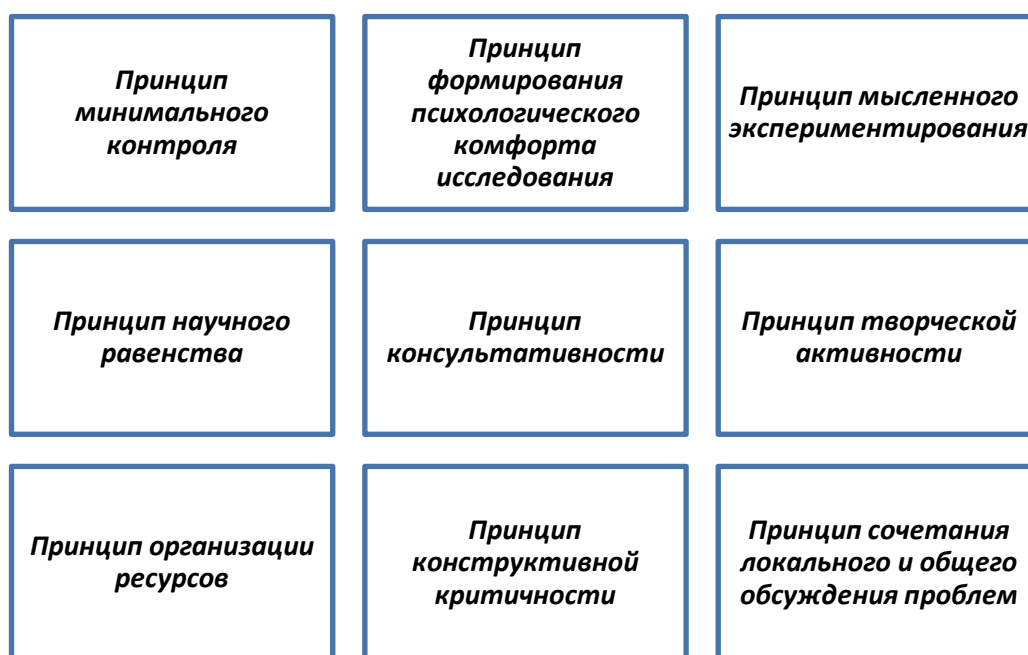 Принцип
минимального
контроля
Принцип
формирования
психологического
комфорта
исследования
Принцип мысленного
экспериментирования
Принцип научного
равенства
Принцип
консультативности
Принцип творческой
активности
Принцип организации
ресурсов
Принцип
конструктивной
критичности
Принцип сочетания
локального и общего
обсуждения проблем